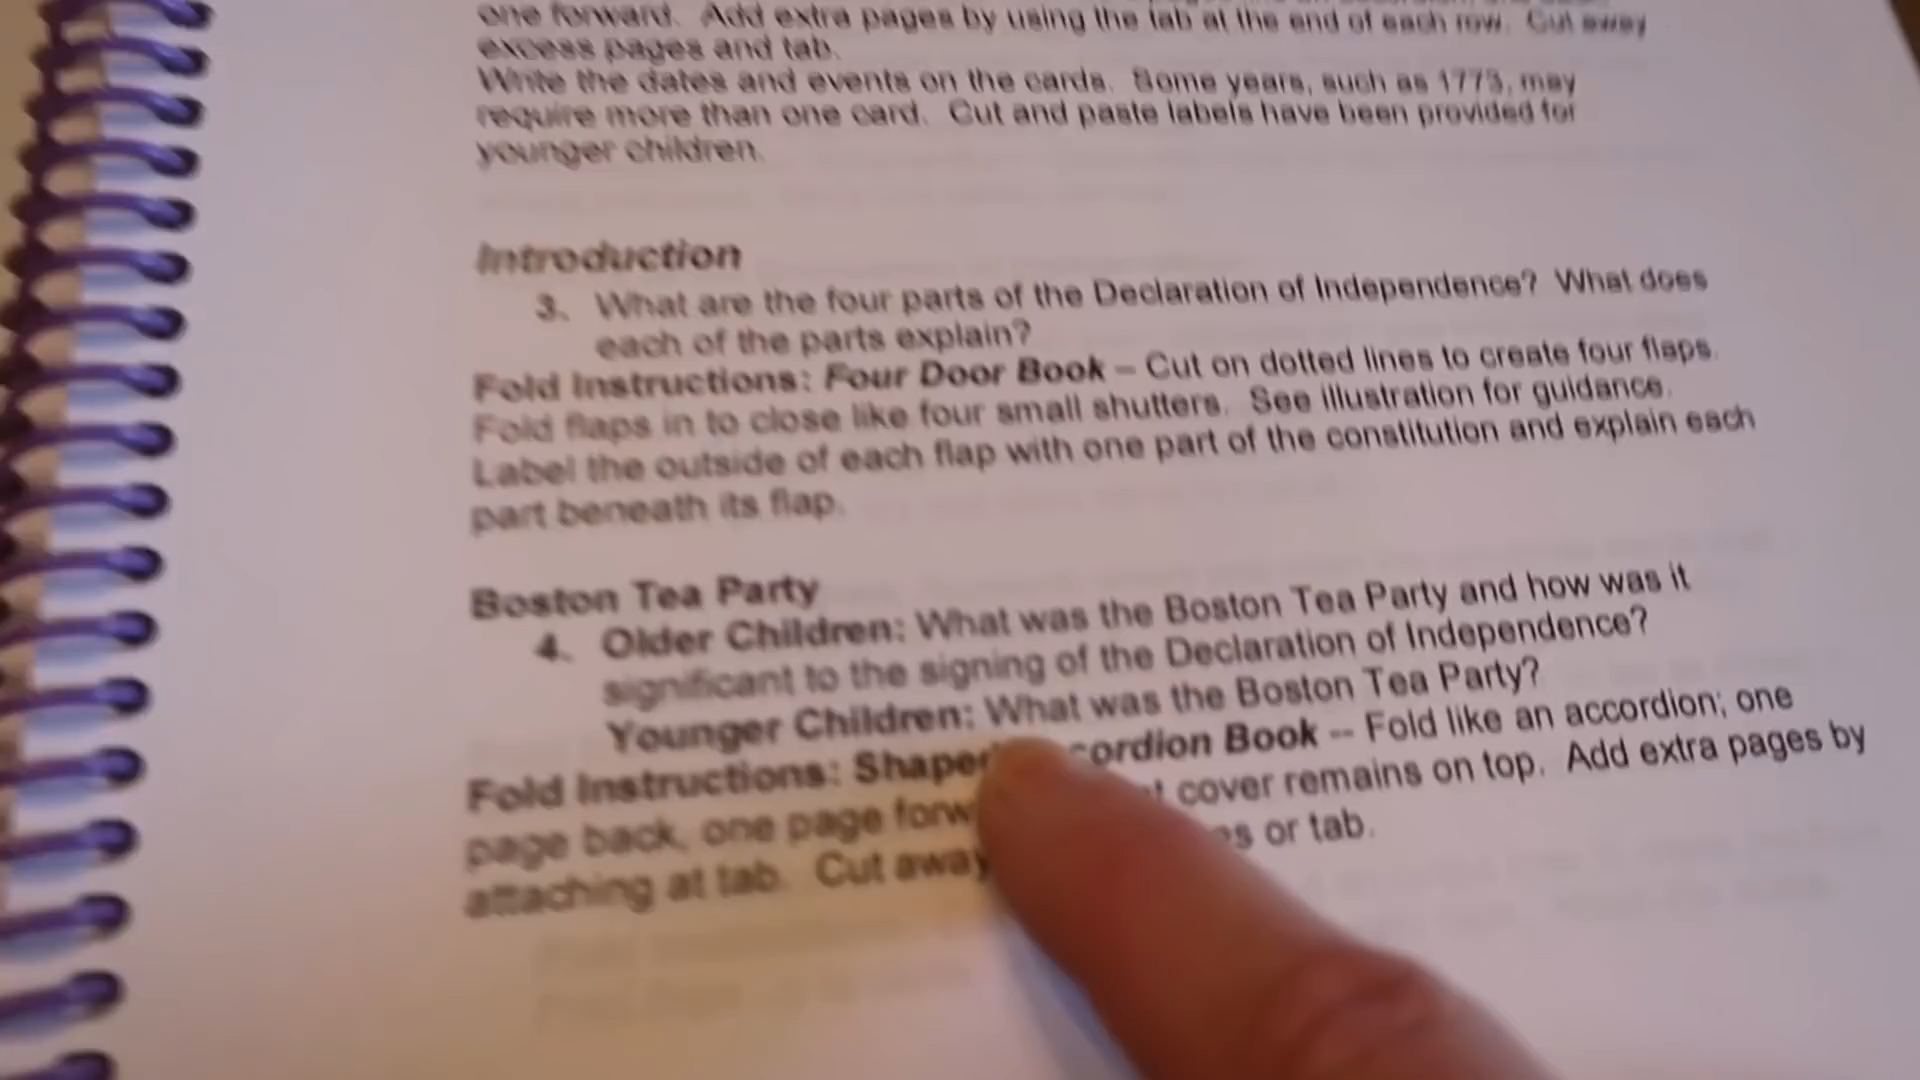 one forward. Add extra pages by using the tab at the end of each row. Cut away
excess pages and tab.
Write the dates and events on the cards. Some years, such as 1773, may
require more than one card. Cut and paste labels have been provided for
younger children.
Introduction
3. What are the four parts of the Declaration of Independence? What does
each of the parts explain?
Fold Instructions: Four Door Book – Cut on dotted lines to create four flaps.
Fold flaps in to close like four small shutters. See illustration for guidance.
Label the outside of each flap with one part of the constitution and explain each
part beneath its flap.
Boston Tea Party
4. Older Children: What was the Boston Tea Party and how was it
significant to the signing of the Declaration of Independence?
Younger Children: What was the Boston Tea Party?
Fold Instructions: Shape cordion Book -- Fold like an accordion; one
page back, one page forw cover remains on top. Add extra pages by
attaching at tab. Cut away es or tab.